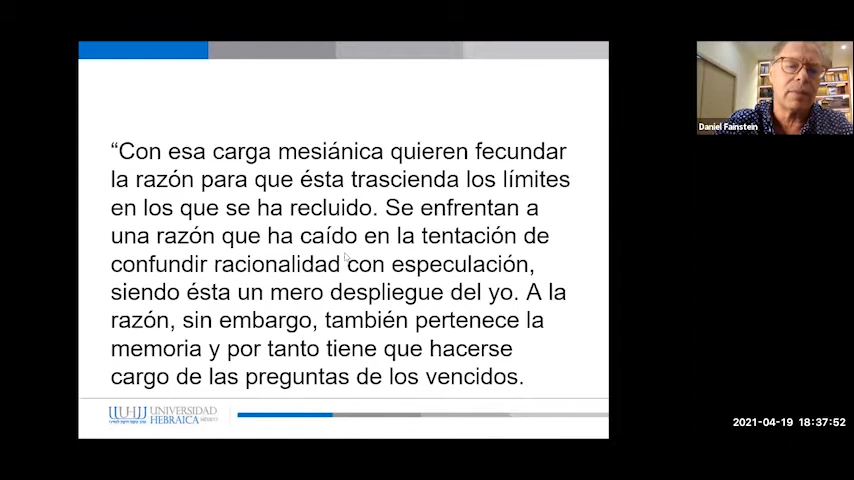 “Con esa carga mesiánica quieren fecundar
la razón para que ésta trascienda los límites
en los que se ha recluido. Se enfrentan a
una razón que ha caído en la tentación de
confundir racionalidad con especulación,
siendo ésta un mero despliegue del yo. A la
razón, sin embargo, también pertenece la
memoria y por tanto tiene que hacerse
cargo de las preguntas de los vencidos.
UNIVERSIDAD
HEBRAICA
MÉXICO
Daniel Fainstein
2021-04-19 18:37:52